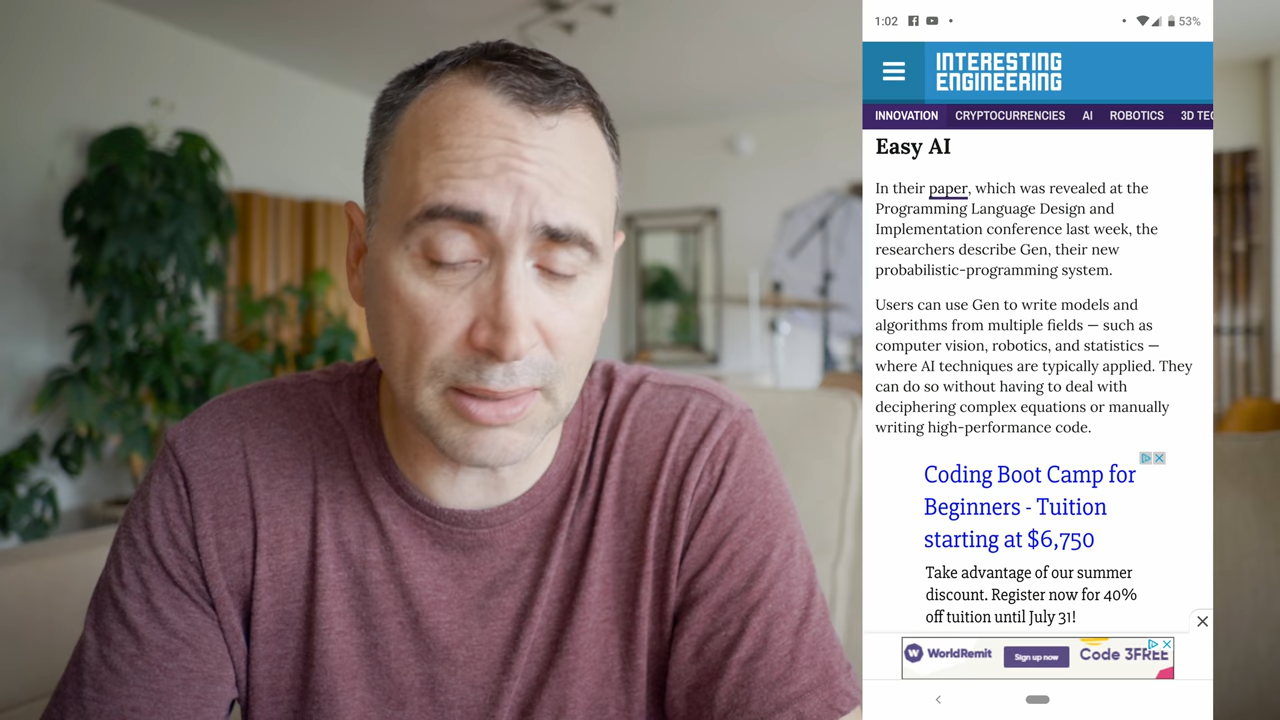 1:02
53%
INTERESTING
ENGINEERING
INNOVATION CRYPTOCURRENCIES AI ROBOTICS 3D TEC
Easy AI
In their paper, which was revealed at the
Programming Language Design and
Implementation conference last week, the
researchers describe Gen, their new
probabilistic-programming system.
Users can use Gen to write models and
algorithms from multiple fields — such as
computer vision, robotics, and statistics —
where AI techniques are typically applied. They
can do so without having to deal with
deciphering complex equations or manually
writing high-performance code.
Coding Boot Camp for
Beginners - Tuition
starting at $6,750
Take advantage of our summer
discount. Register now for 40%
off tuition until July 31!
WorldRemit
Sign up now
Code 3FREE